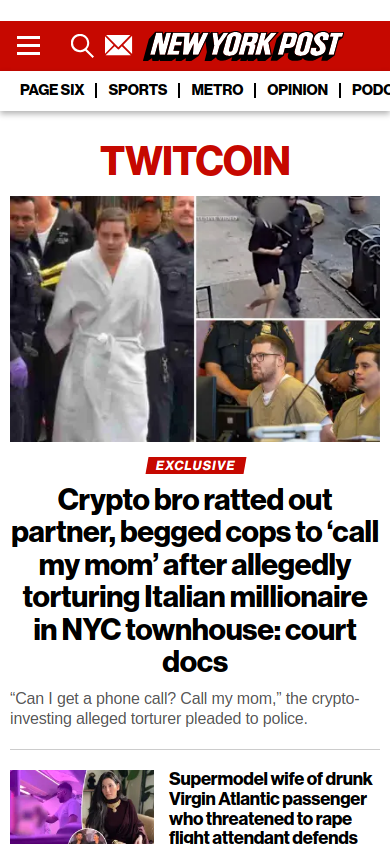 NEW YORK POST
PAGE SIX | SPORTS | METRO | OPINION | PODC
TWITCOIN
EXCLUSIVE
Crypto bro ratted out
partner, begged cops to ‘call
my mom’ after allegedly
torturing Italian millionaire
in NYC townhouse: court
docs
“Can I get a phone call? Call my mom,” the crypto-
investing alleged torturer pleaded to police.
Supermodel wife of drunk
Virgin Atlantic passenger
who threatened to rape
flight attendant defends